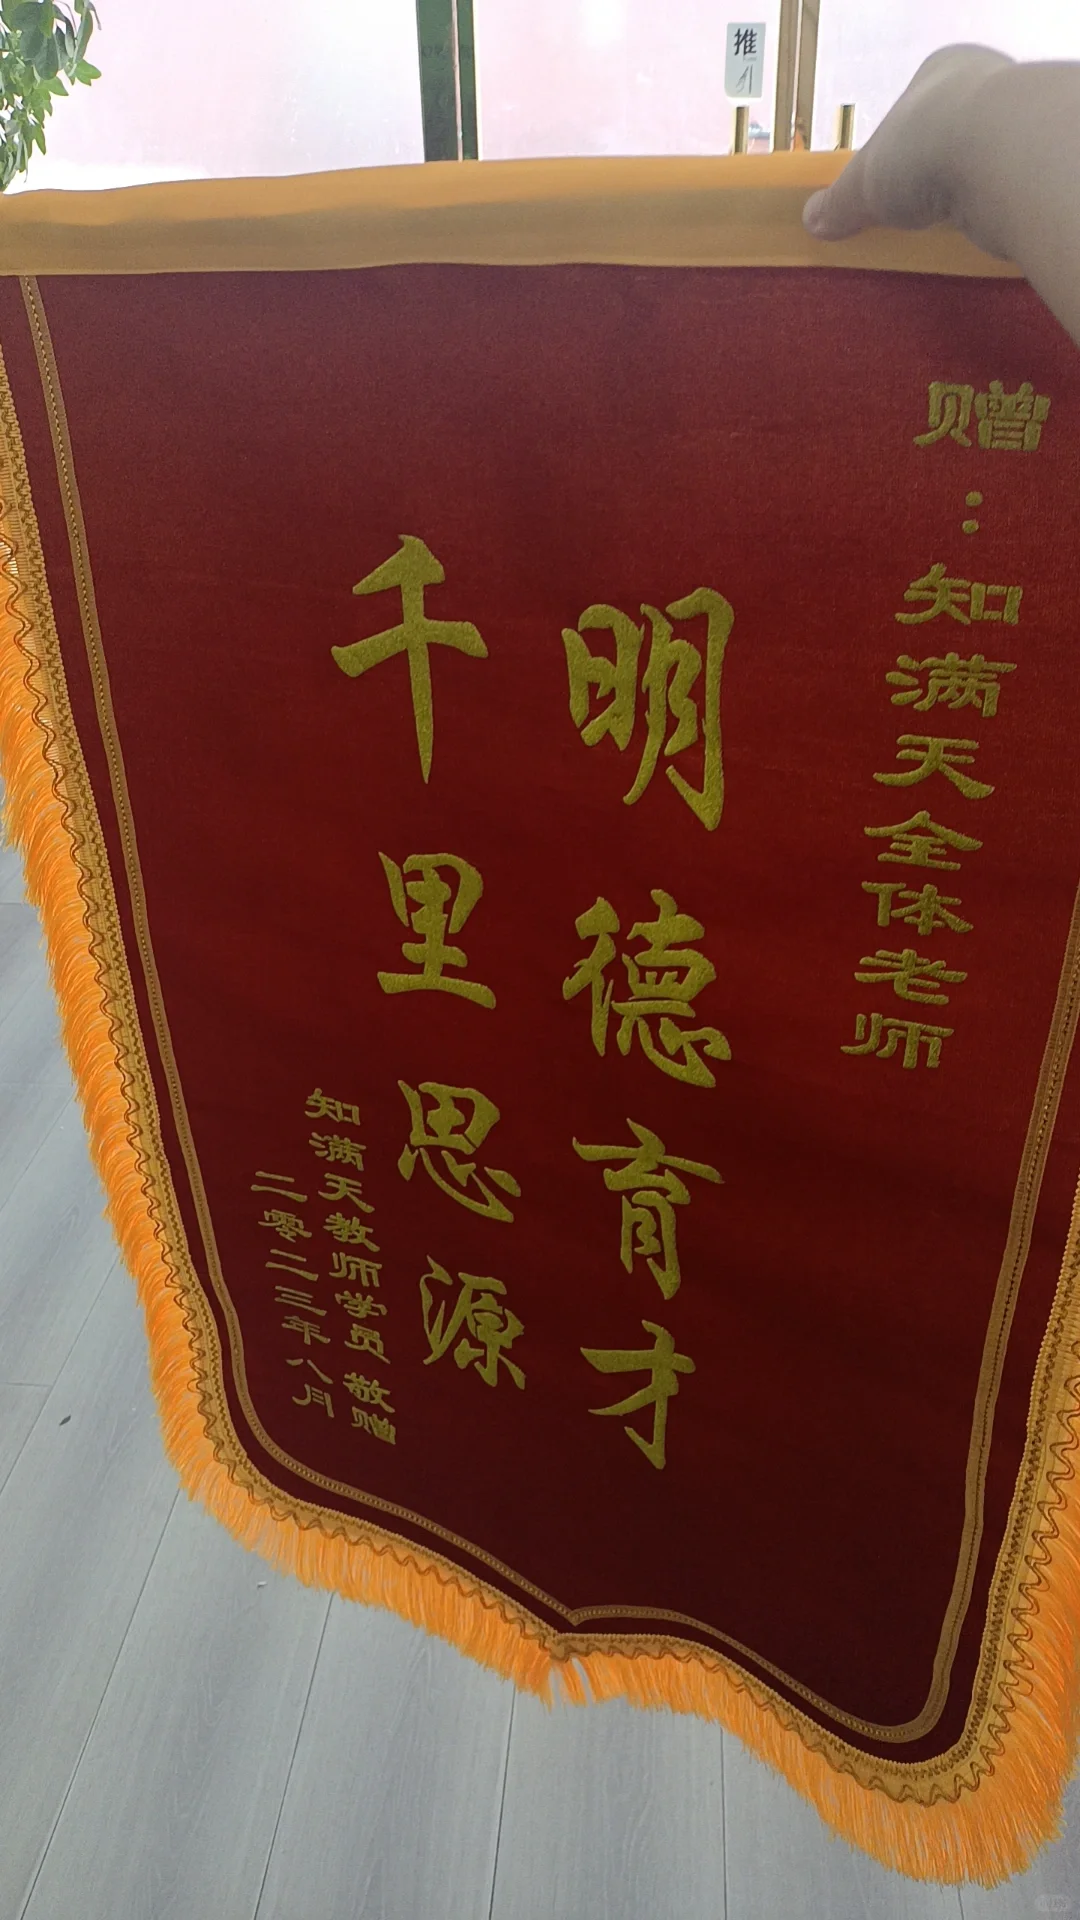 推
赠：知满天全体老师
明德育才
千里思源
知满天教师学员 敬赠
二零二三年八月